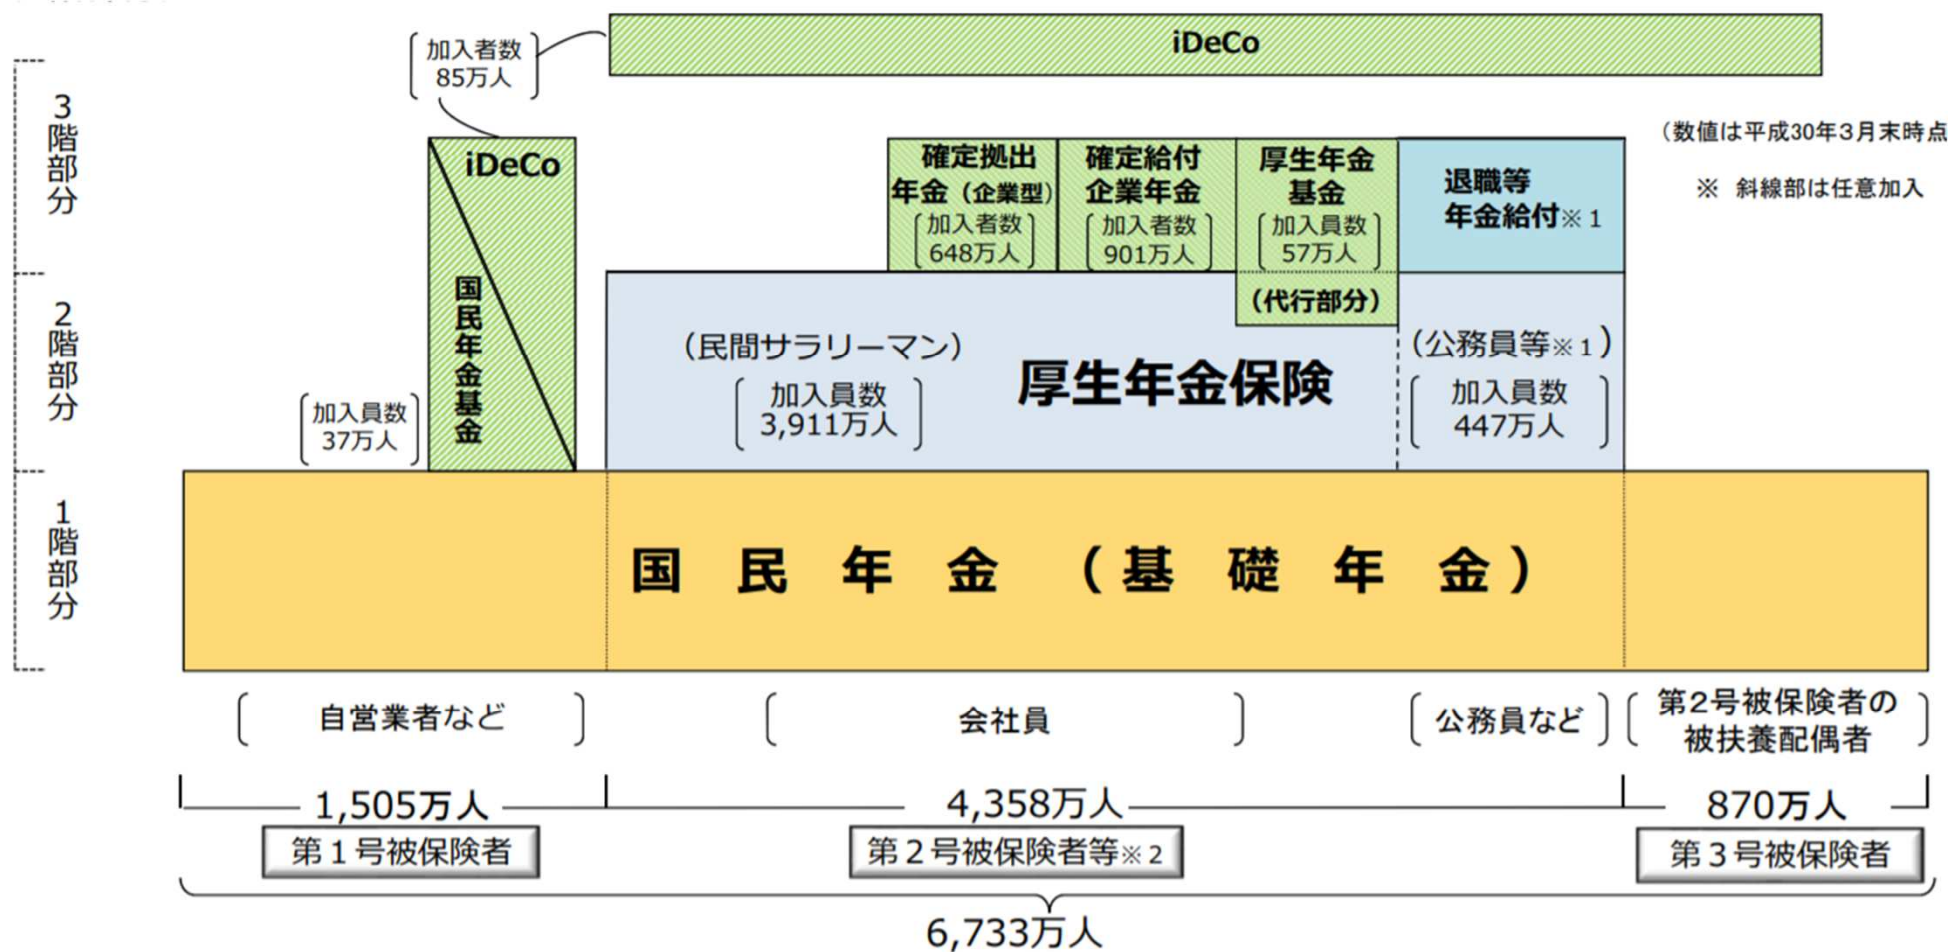 iDeCo
加入者数
85万人
3階部分
(数値は平成30年3月末時点
※ 斜線部は任意加入
iDeCo
国民年金基金
確定拠出
年金（企業型）
加入者数
648万人
確定給付
企業年金
加入者数
901万人
厚生年金
基金
加入員数
57万人
（代行部分）
退職等
年金給付※1
2階部分
加入員数
37万人
（民間サラリーマン）
加入員数
3,911万人
厚生年金保険
（公務員等※1）
加入員数
447万人
1階部分
国民年金（基礎年金）
自営業者など
会社員
公務員など
第2号被保険者の
被扶養配偶者
1,505万人
4,358万人
870万人
第1号被保険者
第2号被保険者等※2
第3号被保険者
6,733万人